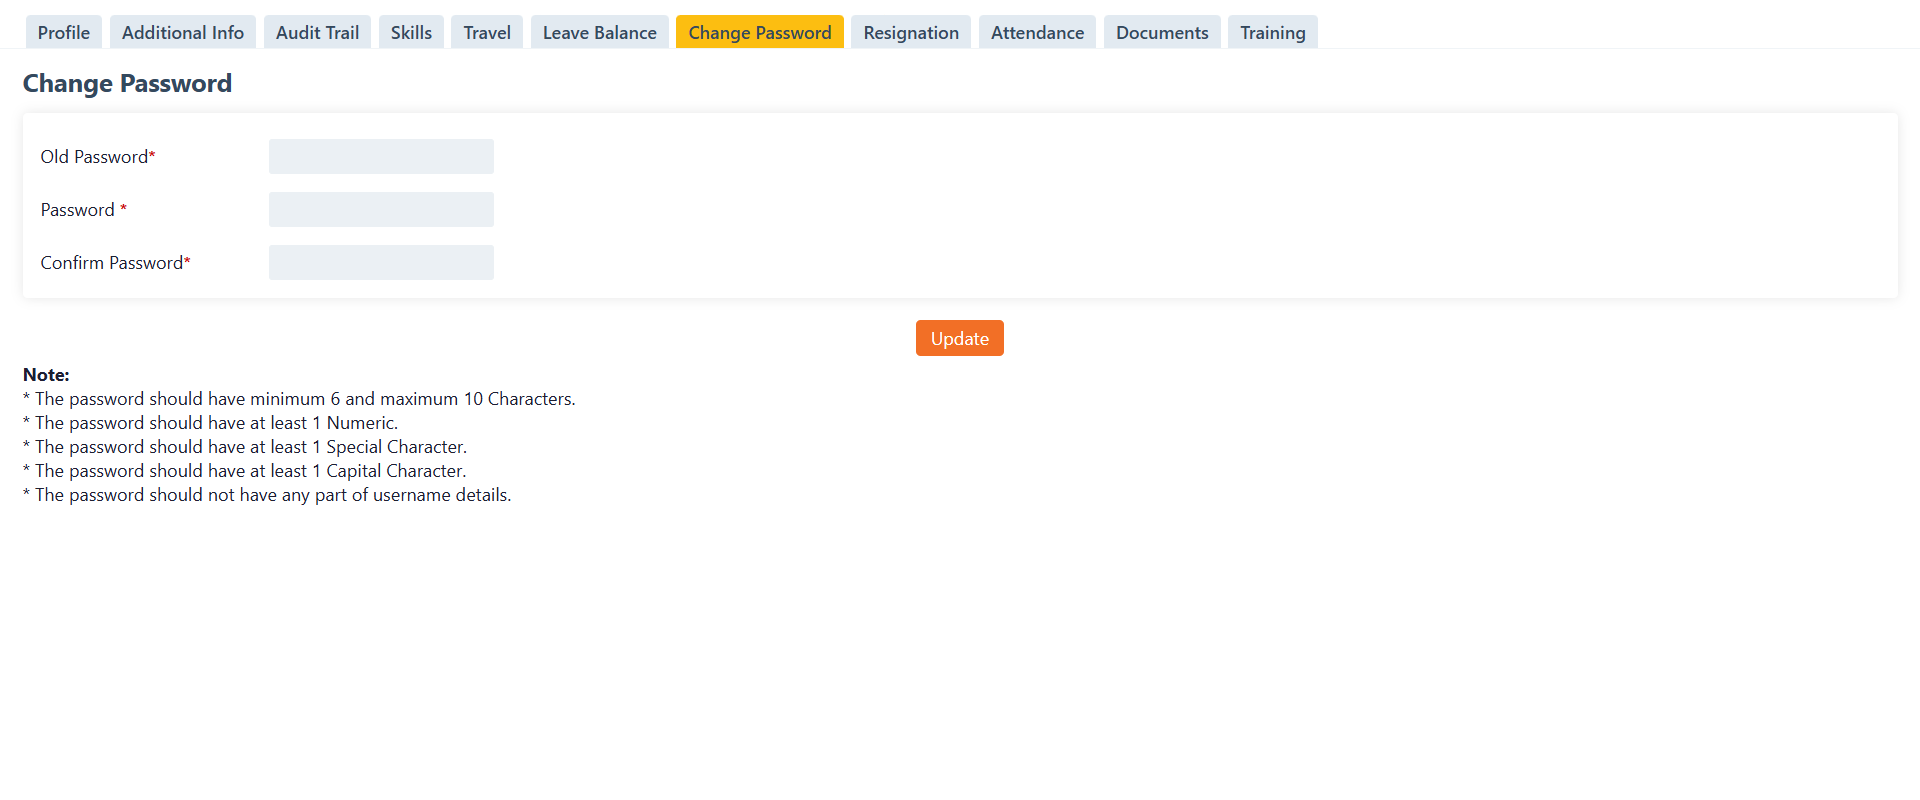 Profile Additional Info Audit Trail Skills Travel Leave Balance Change Password Resignation Attendance Documents Training
Change Password
Old Password*
Password *
Confirm Password*
Update
Note:
* The password should have minimum 6 and maximum 10 Characters.
* The password should have at least 1 Numeric.
* The password should have at least 1 Special Character.
* The password should have at least 1 Capital Character.
* The password should not have any part of username details.